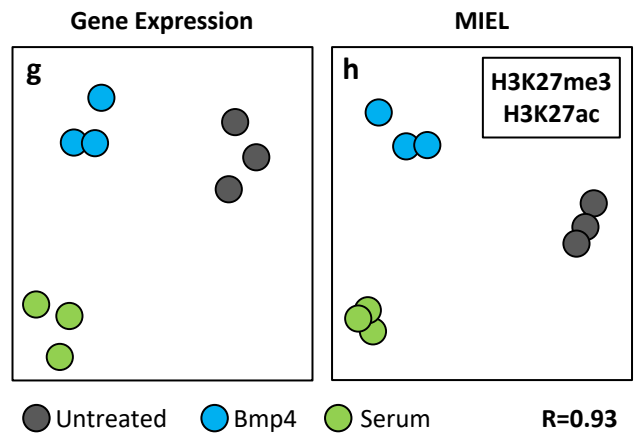 Gene Expression
MIEL
g
h
H3K27me3
H3K27ac
Untreated
Bmp4
Serum
R=0.93